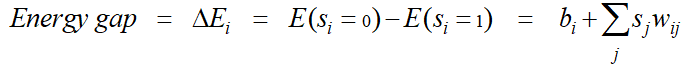 Energy gap = ΔE_i = E(s_i = 0) − E(s_i = 1) = b_i + ∑_j s_j w_ij